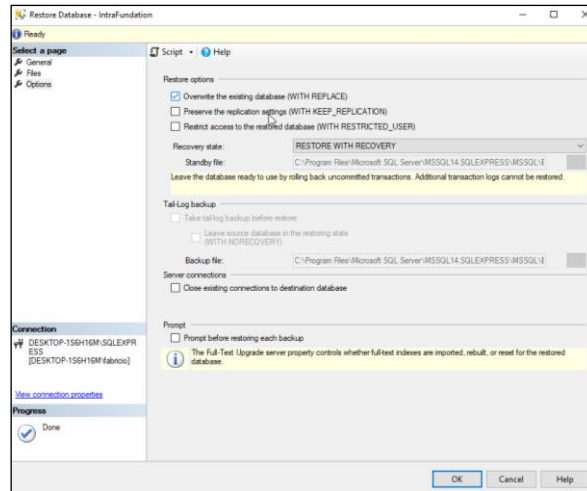 Restore Database - IntraFundation
Ready
Select a page
General
Files
Options
Script
Help
Restore options
Overwrite the existing database (WITH REPLACE)
Preserve the replication settings (WITH KEEP_REPLICATION)
Restrict access to the restored database (WITH RESTRICTED_USER)
Recovery state:
RESTORE WITH RECOVERY
Standby file:
C:\Program Files\Microsoft SQL Server\MSSQL14.SQLEXPRESS\MSSQL\
Leave the database ready to use by rolling back uncommitted transactions. Additional transaction logs cannot be restored.
Tail-Log backup
Take tail-log backup before restore
Leave source database in the restoring state
(WITH NORECOVERY)
Backup file:
C:\Program Files\Microsoft SQL Server\MSSQL14.SQLEXPRESS\MSSQL\
Server connections
Close existing connections to destination database
Prompt
Prompt before restoring each backup
The Full-Text Upgrade server property controls whether full-text indexes are imported, rebuilt, or reset for the restored
database.
Connection
DESKTOP-1S6H16M\SQLEXPR
ESS
[DESKTOP-1S6H16M\fabricio]
View connection properties
Progress
Done
OK
Cancel
Help